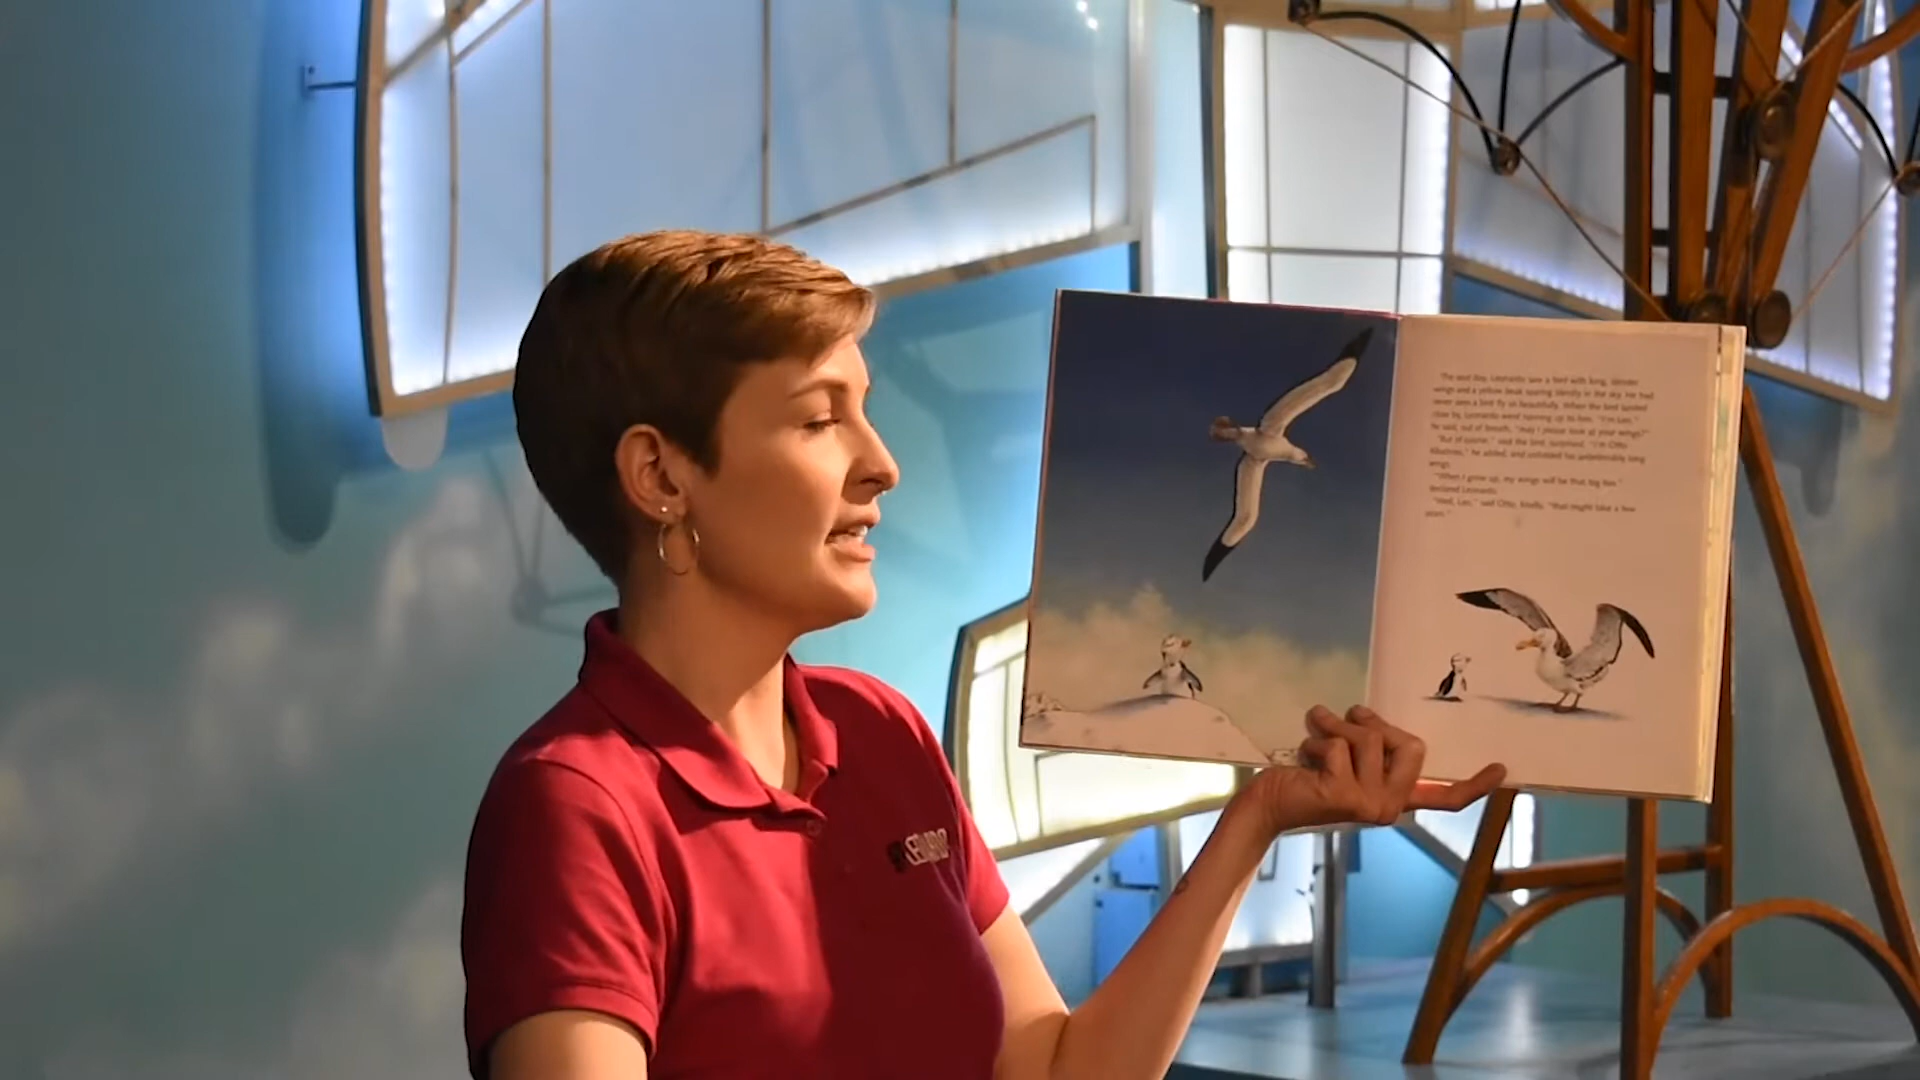 "The next day, Leonardo saw a bird with long, slender
wings and a yellow beak soaring silently in the sky. He had
never seen a bird fly so beautifully. When the bird landed
close by, Leonardo went running up to him. "I'm Leo,"
he said, out of breath, "may I please look at your wings?"
"But of course," said the bird, surprised. "I'm Otto
Albatross," he added, and unfolded his unbelievably long
wings.
"When I grow up, my wings will be that big too."
declared Leonardo.
"Well, Leo," said Otto, kindly, "that might take a few
years."